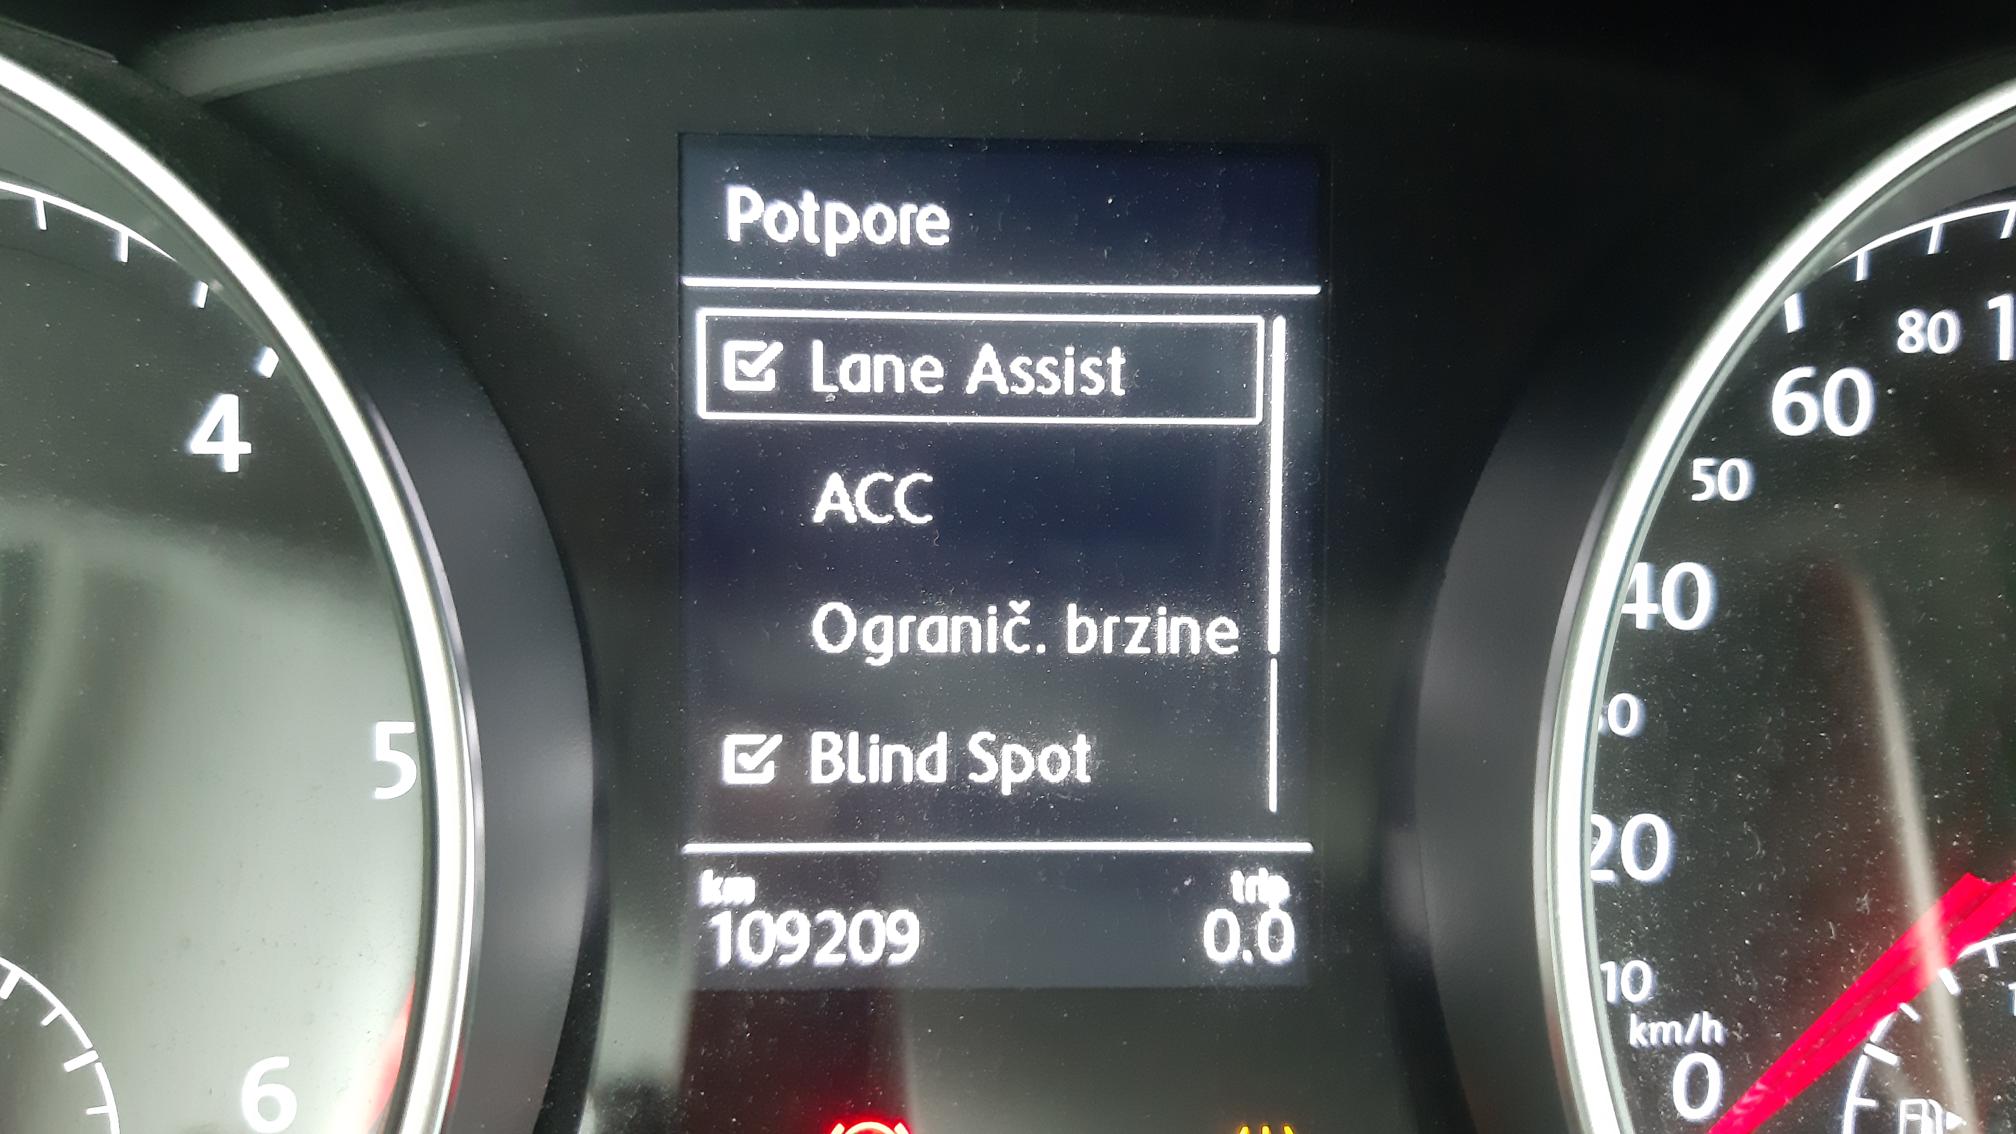 Potpore
Lane Assist
ACC
Ogranič. brzine
Blind Spot
km
trip
109209
0.0
4
5
6
80
60
50
40
20
10
km/h
0